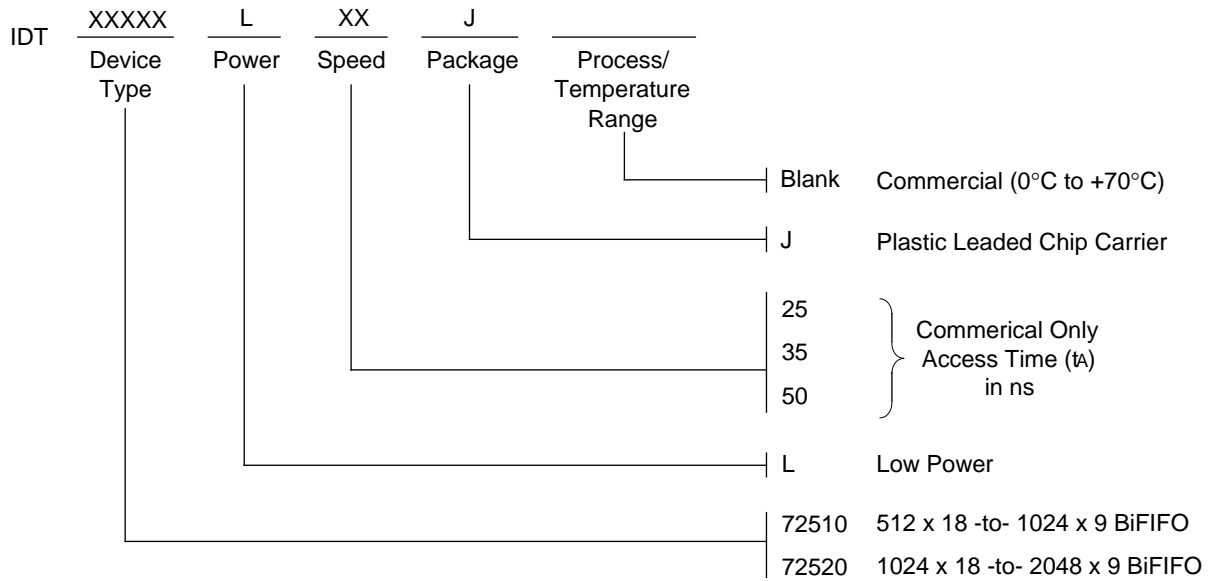 IDT XXXXX L XX J
Device Type
Power
Speed
Package
Process/
Temperature
Range
Blank Commercial (0°C to +70°C)
J Plastic Leaded Chip Carrier
25
35
50
Commerical Only
Access Time (tA)
in ns
L Low Power
72510 512 x 18 -to- 1024 x 9 BiFIFO
72520 1024 x 18 -to- 2048 x 9 BiFIFO